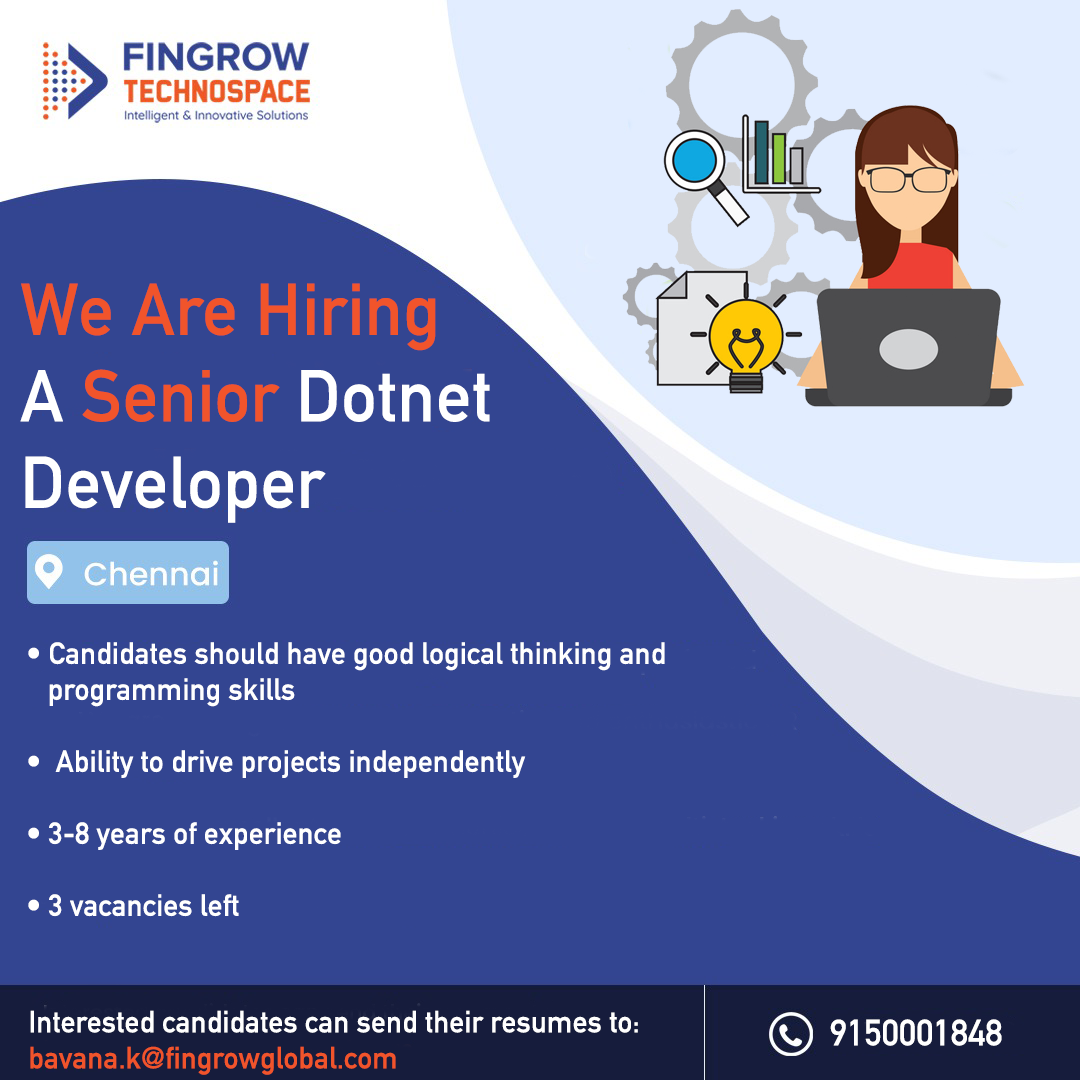 FINGROW
TECHNOSPACE
Intelligent & Innovative Solutions
We Are Hiring
A Senior Dotnet
Developer
Chennai
• Candidates should have good logical thinking and
programming skills
• Ability to drive projects independently
• 3-8 years of experience
• 3 vacancies left
Interested candidates can send their resumes to:
bavana.k@fingrowglobal.com
9150001848